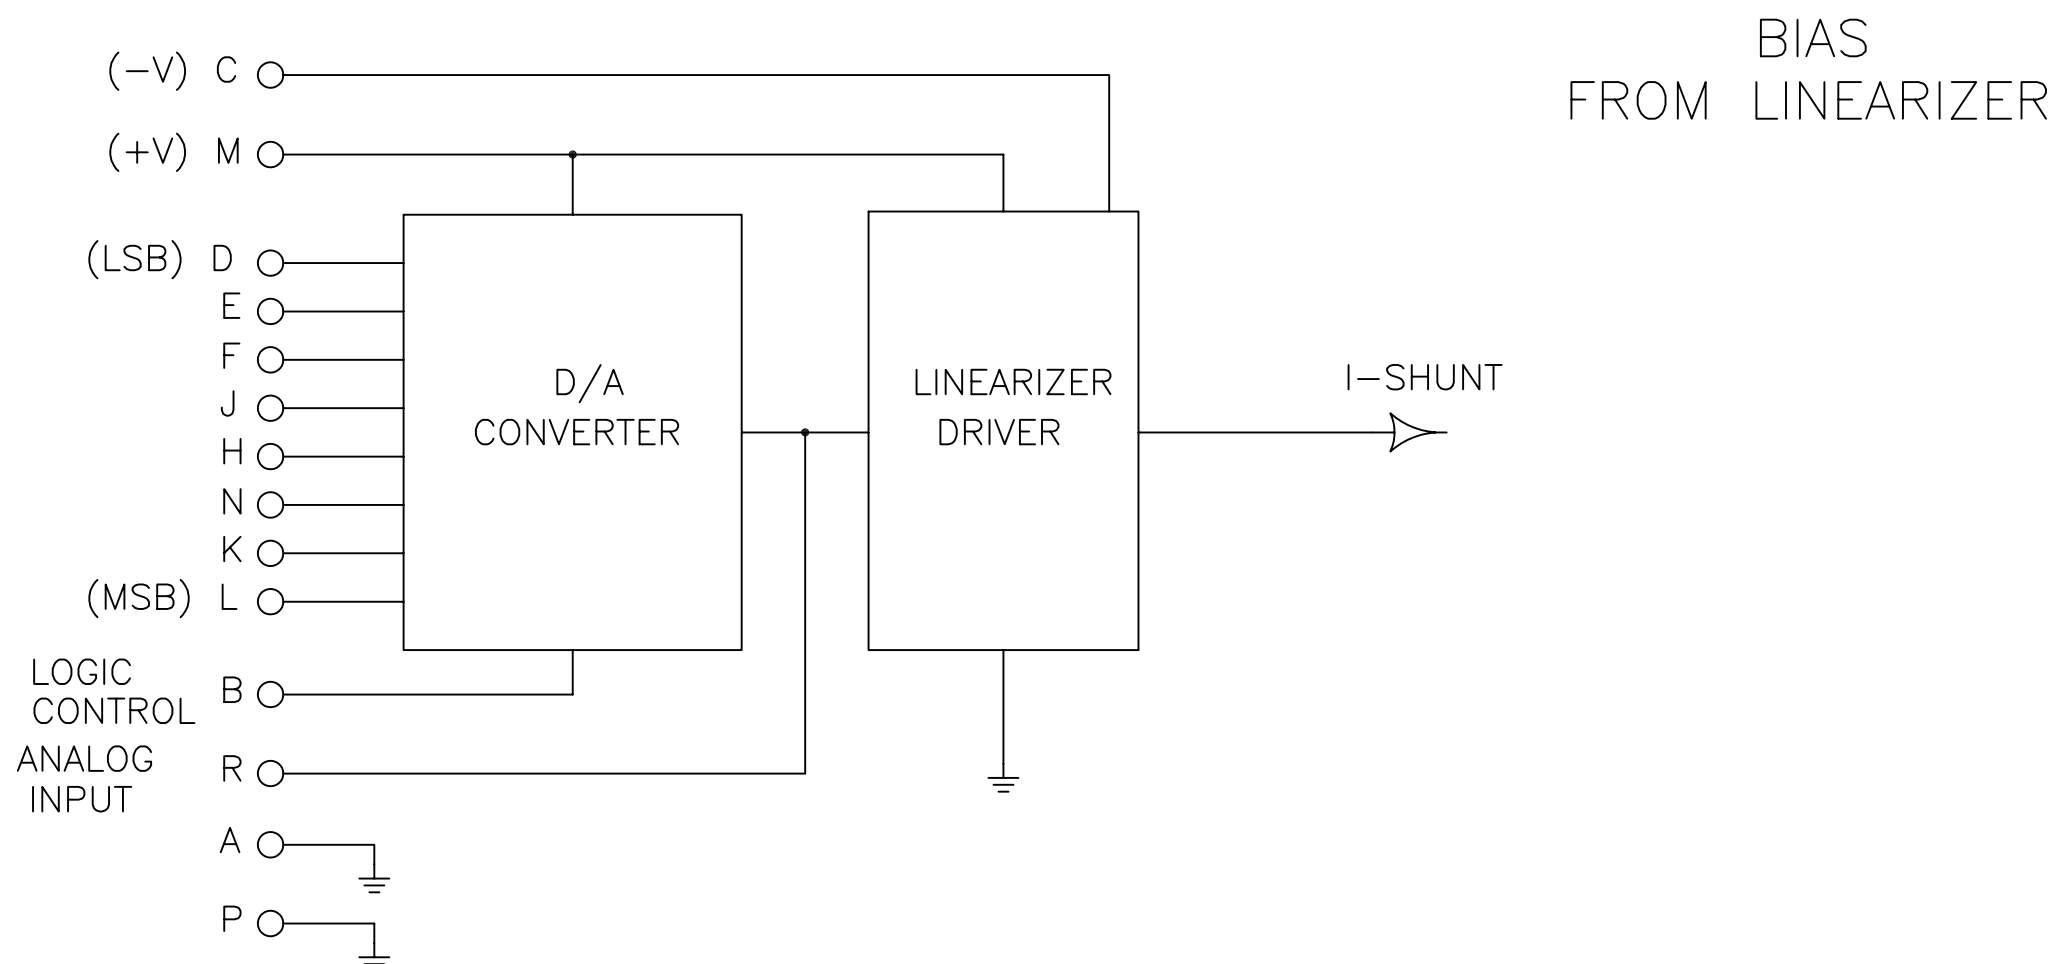 BIAS
FROM LINEARIZER
(-V) C
(+V) M
(LSB) D
E
F
J
H
N
K
(MSB) L
D/A
CONVERTER
LINEARIZER
DRIVER
I-SHUNT
LOGIC
CONTROL
B
ANALOG
INPUT
R
A
P